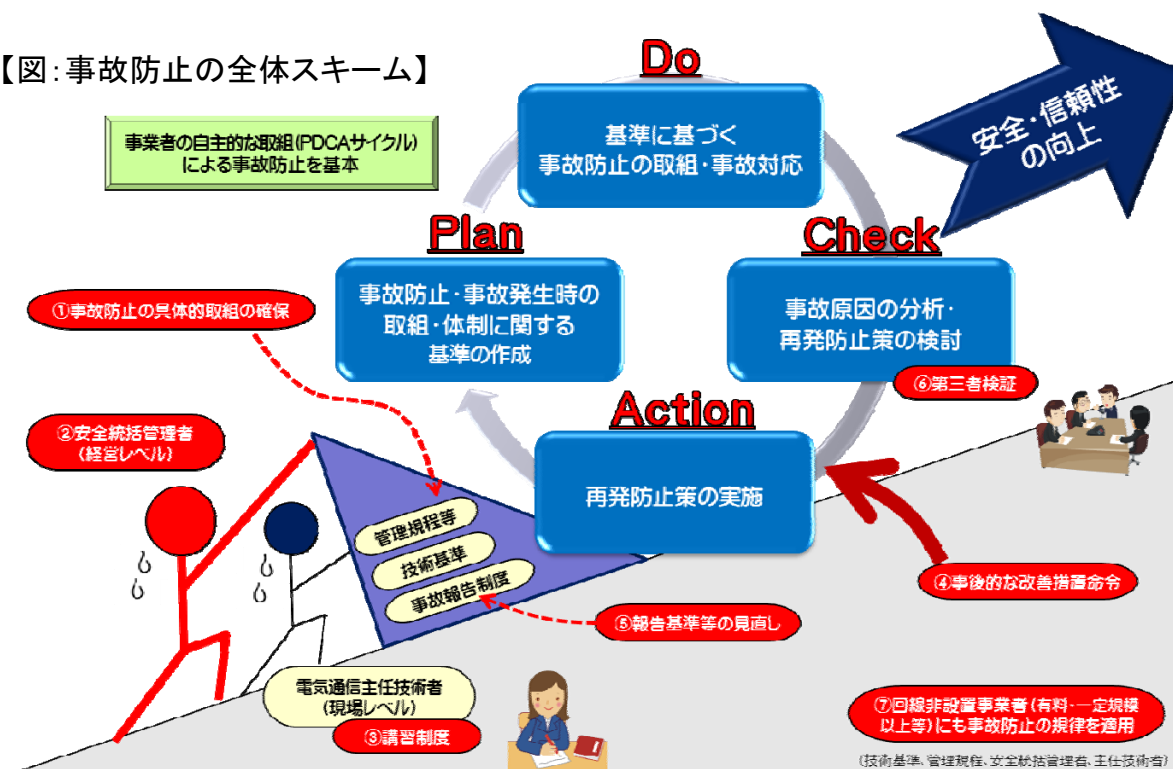 【図:事故防止の全体スキーム】
事業者の自主的な取組(PDCAサイクル)
による事故防止を基本
Do
基準に基づく
事故防止の取組・事故対応
安全・信頼性
の向上
Plan
事故防止・事故発生時の
取組・体制に関する
基準の作成
Check
事故原因の分析・
再発防止策の検討
⑥第三者検証
Action
再発防止策の実施
①事故防止の具体的取組の確保
②安全統括管理者
(経営レベル)
管理規程等
技術基準
事故報告制度
④事後的な改善措置命令
⑤報告基準等の見直し
電気通信主任技術者
(現場レベル)
③講習制度
⑦回線非設置事業者(有料・一定規模
以上等)にも事故防止の規律を適用
(技術基準、管理規程、安全統括管理者、主任技術者)